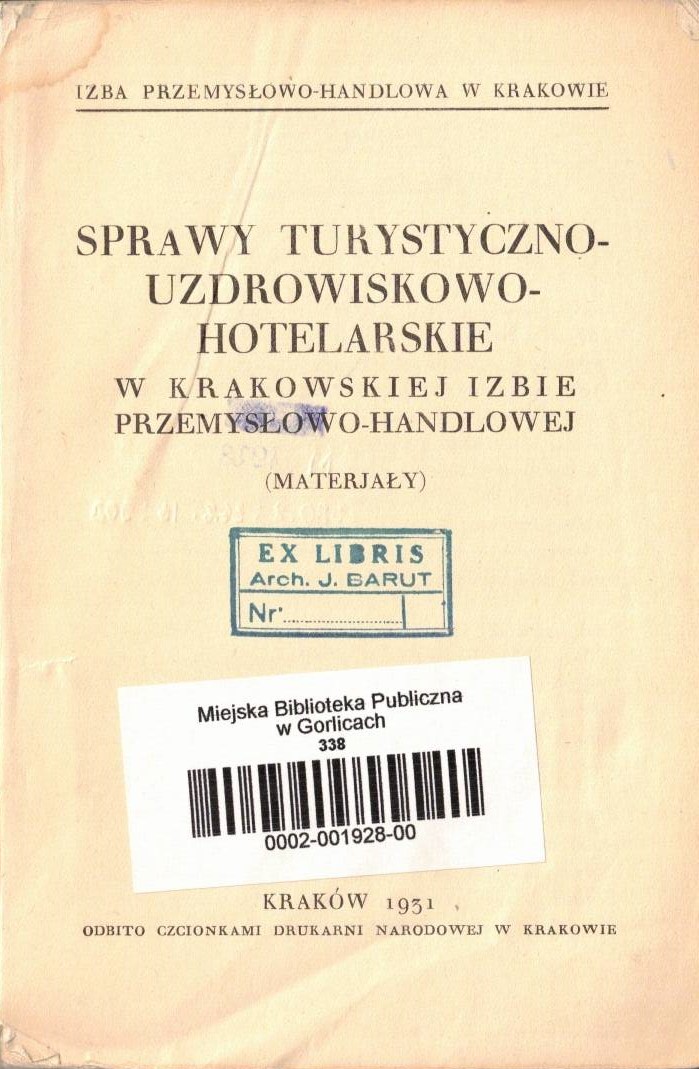 IZBA PRZEMYSŁOWO-HANDLOWA W KRAKOWIE
SPRAWY TURYSTYCZNO-
UZDROWISKOWO-
HOTELARSKIE
W KRAKOWSKIEJ IZBIE
PRZEMYSŁOWO-HANDLOWEJ
(MATERJAŁY)
EX LIBRIS
Arch. J. BARUT
Nr
Miejska Biblioteka Publiczna
w Gorlicach
338
0002-001928-00
KRAKÓW 1931
ODBITO CZCIONKAMI DRUKARNI NARODOWEJ W KRAKOWIE